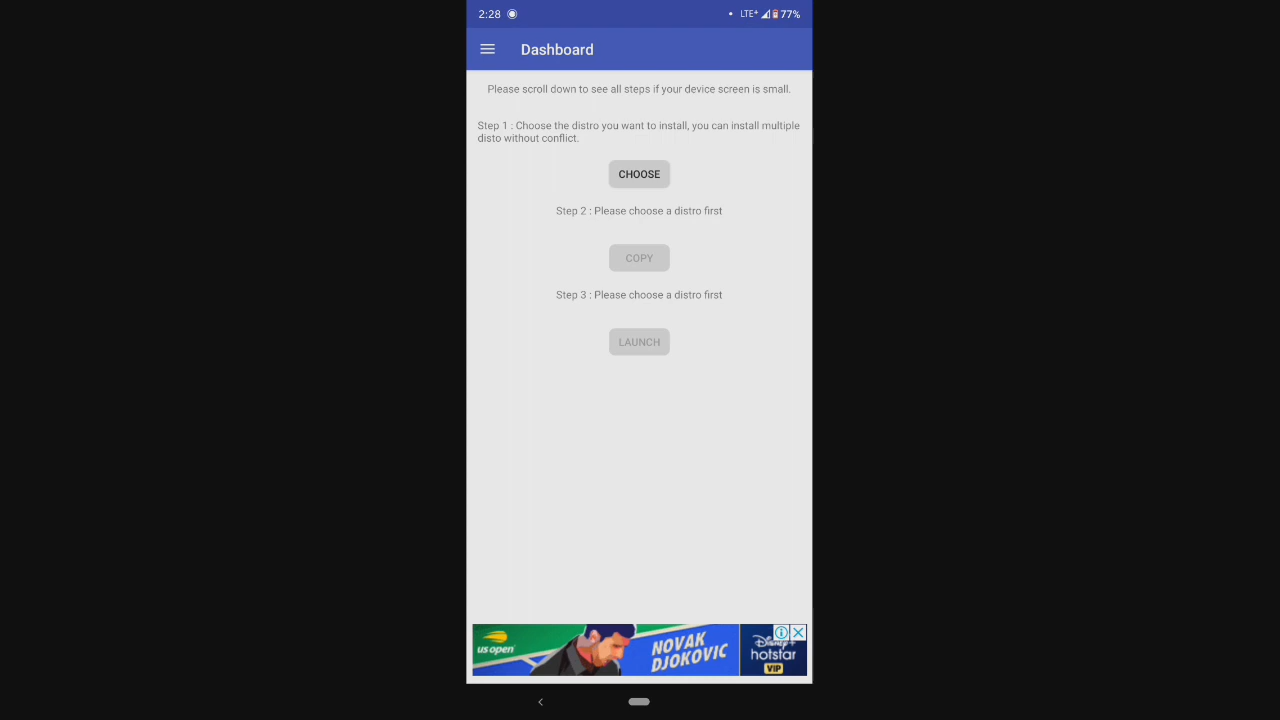 2:28 LTE+ 77%
Dashboard
Please scroll down to see all steps if your device screen is small.
Step 1 : Choose the distro you want to install, you can install multiple
disto without conflict.
CHOOSE
Step 2 : Please choose a distro first
COPY
Step 3 : Please choose a distro first
LAUNCH
us open
NOVAK
DJOKOVIC
Disney+
hotstar
VIP